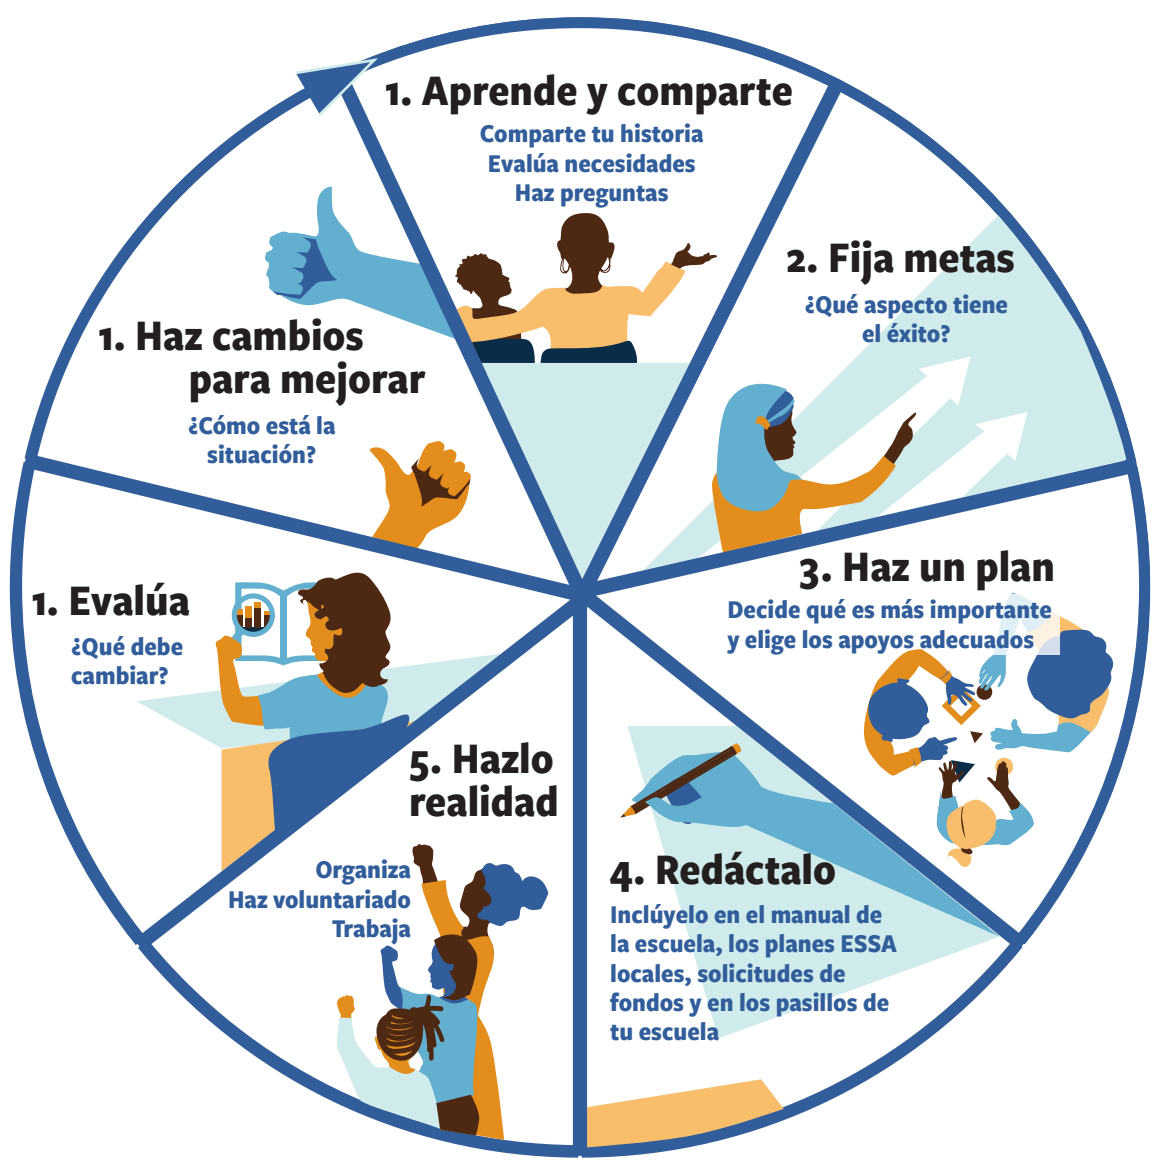 1. Aprende y comparte
Comparte tu historia
Evalúa necesidades
Haz preguntas
2. Fija metas
¿Qué aspecto tiene
el éxito?
3. Haz un plan
Decide qué es más importante
y elige los apoyos adecuados
4. Redáctalo
Inclúyelo en el manual de
la escuela, los planes ESSA
locales, solicitudes de
fondos y en los pasillos de
tu escuela
5. Hazlo
realidad
Organiza
Haz voluntariado
Trabaja
1. Evalúa
¿Qué debe
cambiar?
1. Haz cambios
para mejorar
¿Cómo está la
situación?